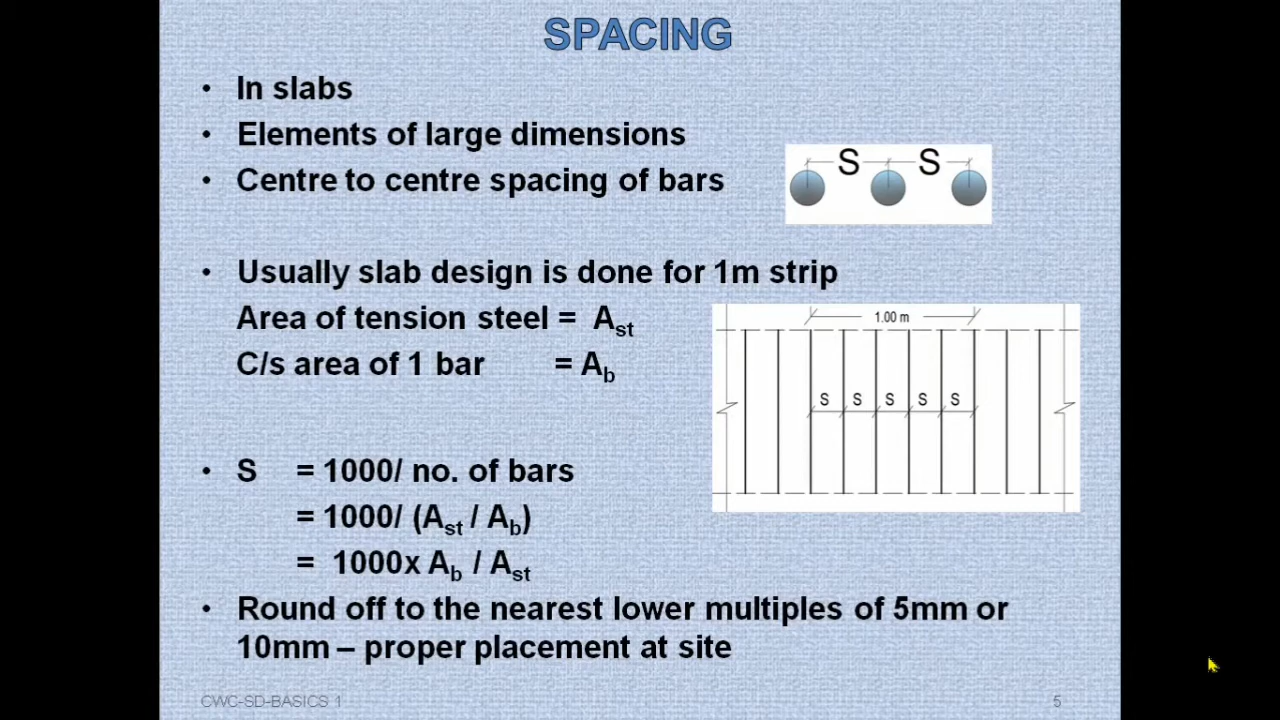 SPACING
• In slabs
• Elements of large dimensions
• Centre to centre spacing of bars
S S
• Usually slab design is done for 1m strip
Area of tension steel = Ast
C/s area of 1 bar = Ab
1.00 m
S S S S S
• S = 1000/ no. of bars
= 1000/ (Ast / Ab)
= 1000x Ab / Ast
• Round off to the nearest lower multiples of 5mm or
10mm – proper placement at site
CWC-SD-BASICS 1
5